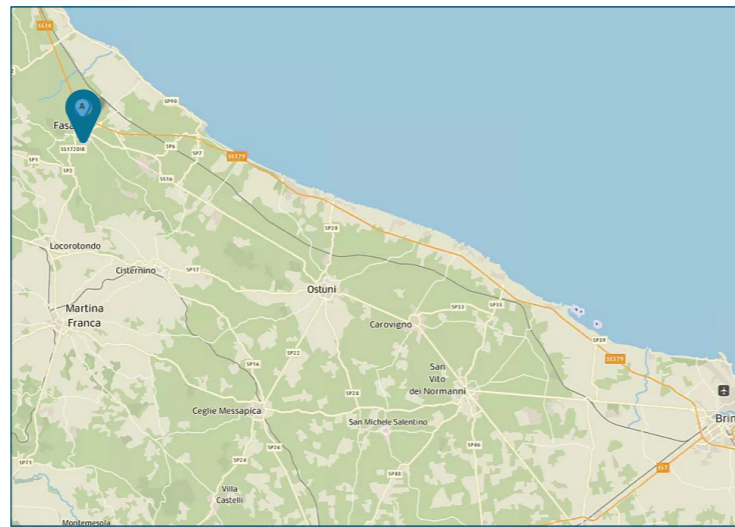 SS16
A
SP90
Fasa
SS172DIR
SP1
SP2
SP6
SP7
SS16
SS379
SP28
Locorotondo
Cisternino
SP17
Ostuni
Martina
Franca
Carovigno
SP33
SP35
SP39
SS379
SP16
SP22
San
Vito
dei Normanni
SP28
Ceglie Messapica
San Michele Salentino
Brin
SP24
SP26
SP46
SP48
SS7
SP71
Villa
Castelli
Montemesola